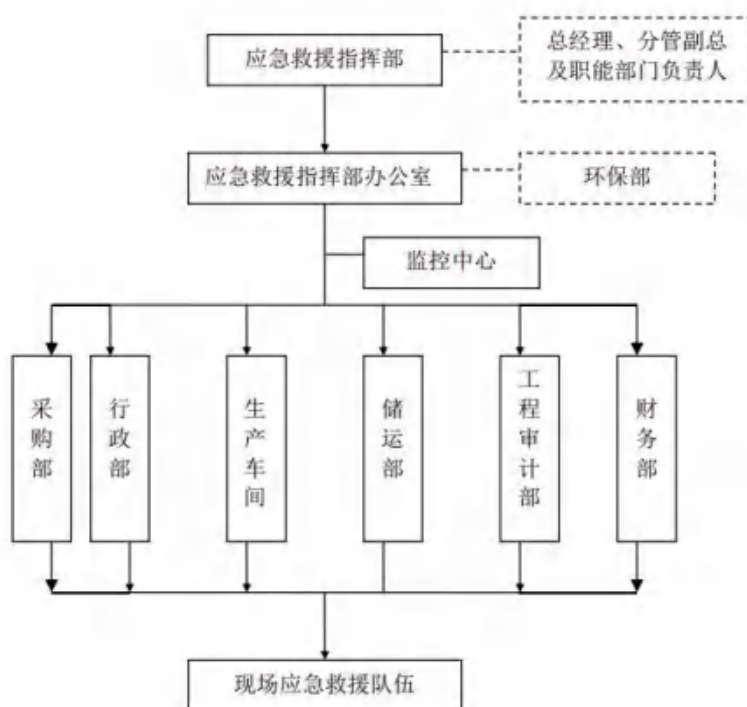 应急救援指挥部
总经理、分管副总
及职能部门负责人
应急救援指挥部办公室
环保部
监控中心
采购部
行政部
生产车间
储运部
工程审计部
财务部
现场应急救援队伍